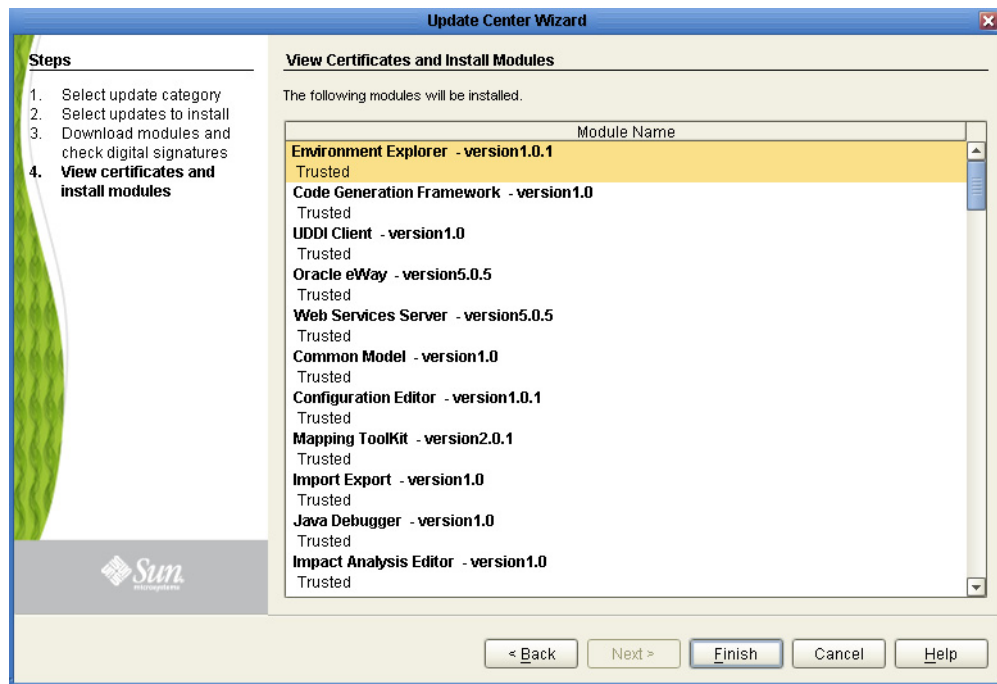 Update Center Wizard
Steps
1. Select update category
2. Select updates to install
3. Download modules and
check digital signatures
4. View certificates and
install modules
Sun
microsystems
View Certificates and Install Modules
The following modules will be installed.
Module Name
Environment Explorer - version1.0.1
Trusted
Code Generation Framework - version1.0
Trusted
UDDI Client - version1.0
Trusted
Oracle eWay - version5.0.5
Trusted
Web Services Server - version5.0.5
Trusted
Common Model - version1.0
Trusted
Configuration Editor - version1.0.1
Trusted
Mapping ToolKit - version2.0.1
Trusted
Import Export - version1.0
Trusted
Java Debugger - version1.0
Trusted
Impact Analysis Editor - version1.0
Trusted
< Back Next > Finish Cancel Help